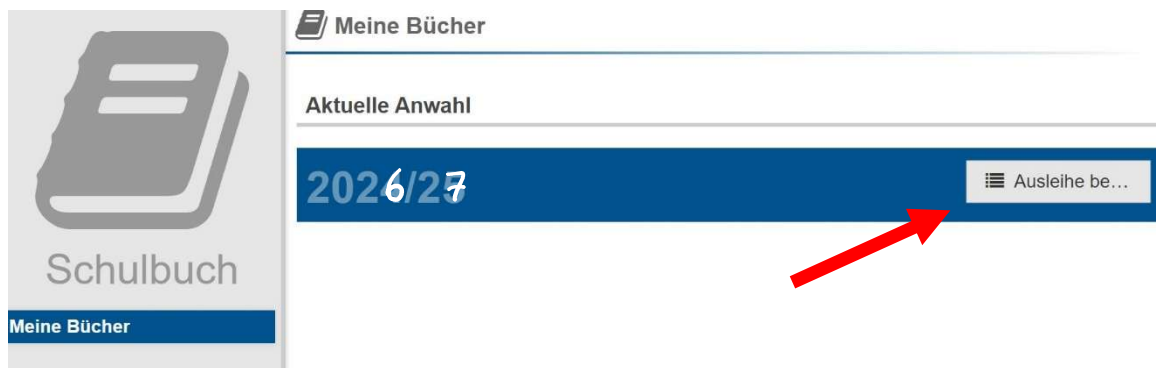 Meine Bücher
Aktuelle Anwahl
2026/27
Ausleihe be...
Schulbuch
Meine Bücher